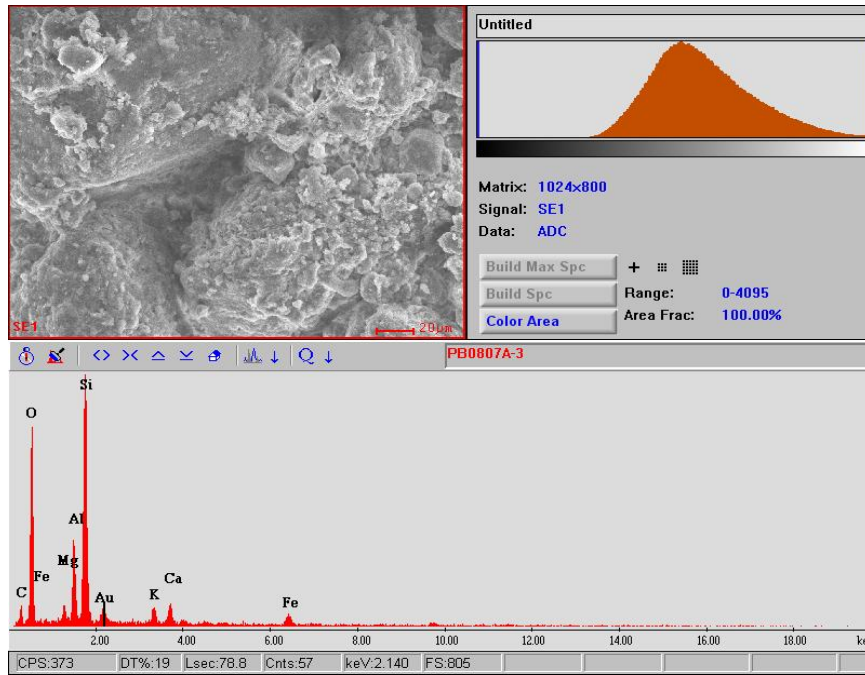 Untitled
Matrix: 1024x800
Signal: SE1
Data: ADC
Build Max Spc
Build Spc
Range: 0-4095
Color Area
Area Frac: 100.00%
SE1
20µm
PB0807A-3
Si
O
Al
Fe
Mg
C
Au
K
Ca
Fe
2.00 4.00 6.00 8.00 10.00 12.00 14.00 16.00 18.00 ke
CPS:373 DT%:19 Lsec:78.8 Cnts:57 keV:2.140 FS:805